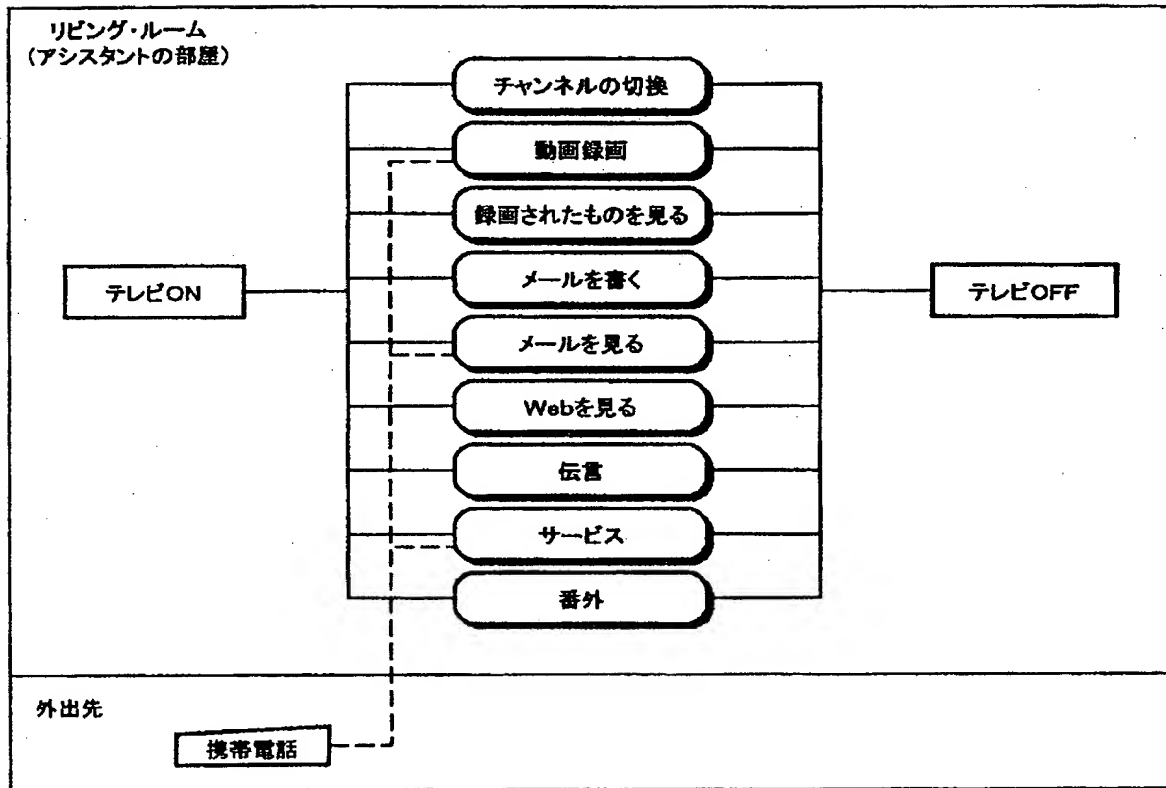 リビング・ルーム
(アシスタントの部屋)
チャンネルの切換
動画録画
録画されたものを見る
テレビON
メールを書く
テレビOFF
メールを見る
Webを見る
伝言
サービス
番外
外出先
携帯電話